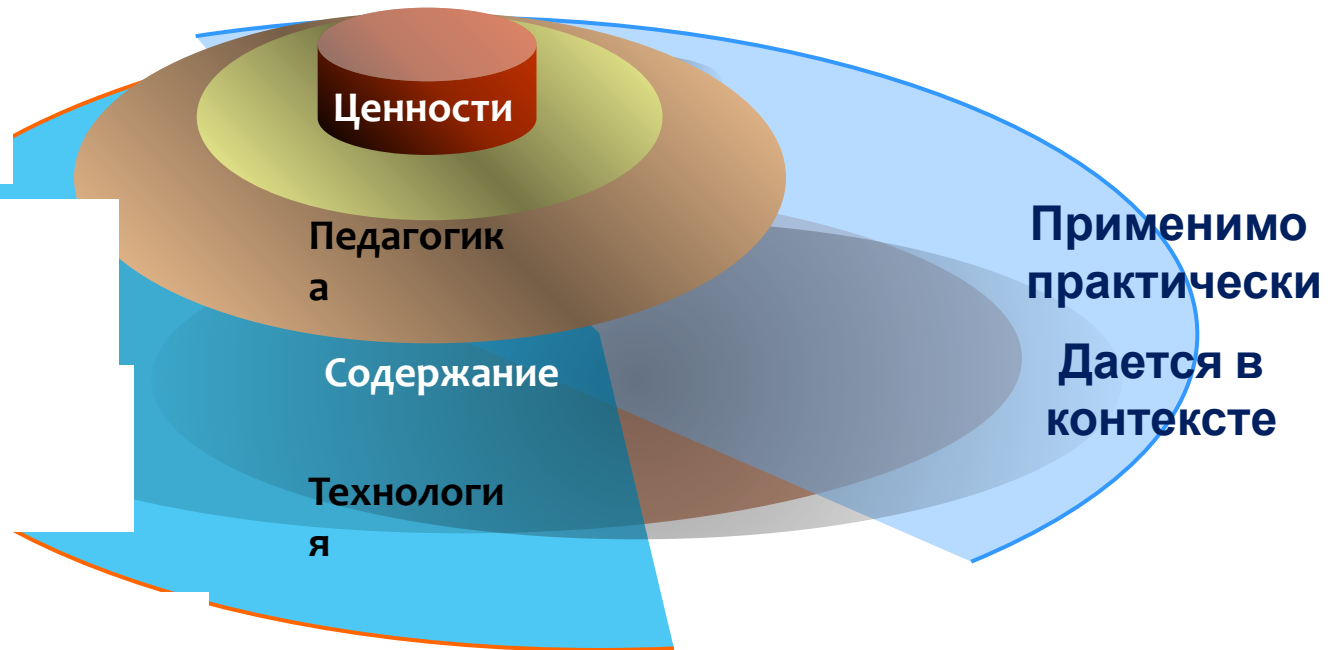 Ценности
Педагогик
а
Содержание
Технологи
я
Применимо
практически
Дается в
контексте